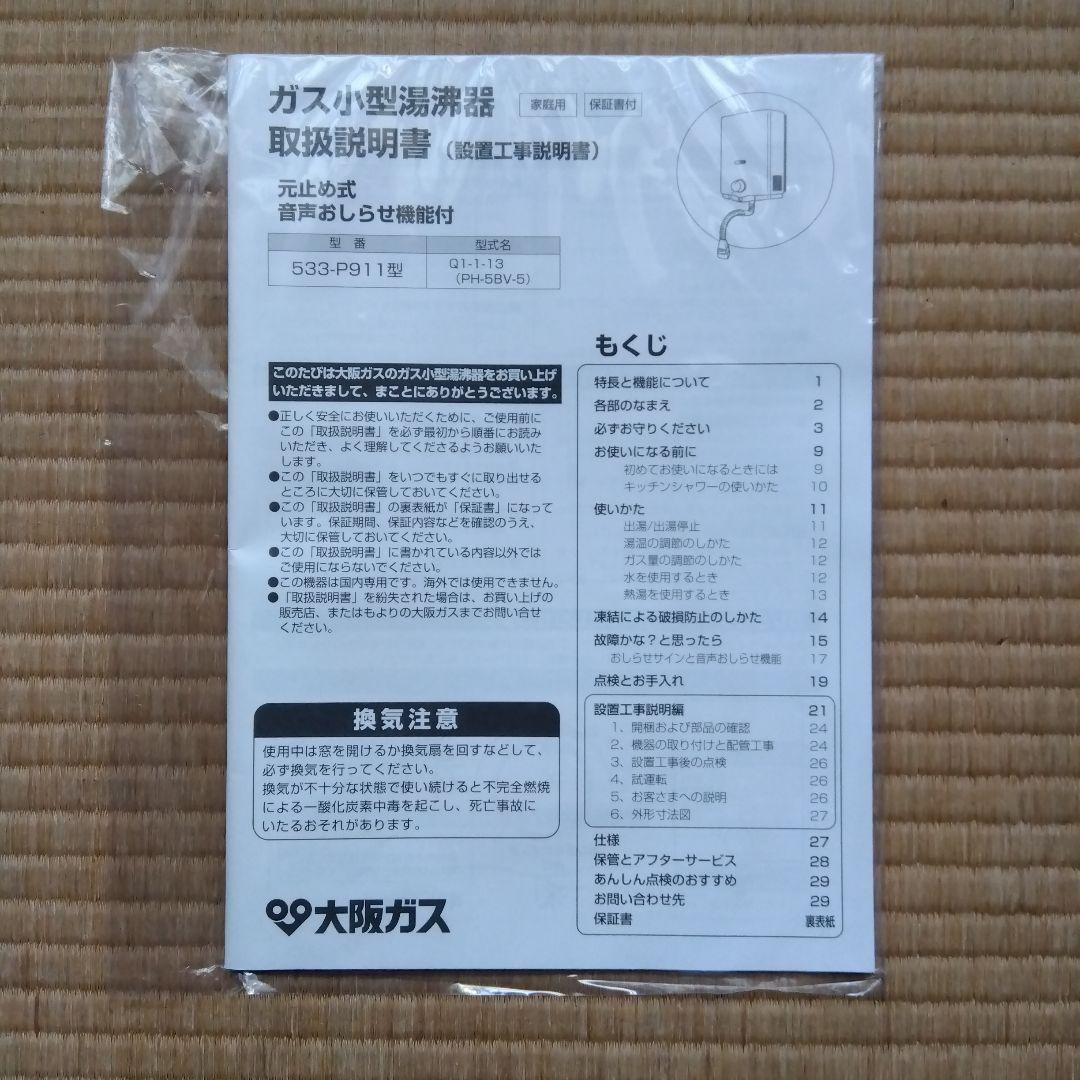 ガス小型湯沸器 家庭用 保証書付
取扱説明書（設置工事説明書）
元止め式
音声おしらせ機能付
型 番 型式名
533-P911型 Q1-1-13
（PH-5BV-5）
このたびは大阪ガスのガス小型湯沸器をお買い上げ
いただきまして、まことにありがとうございます。
●正しく安全にお使いいただくために、ご使用前に
この「取扱説明書」を必ず最初から順番にお読み
いただき、よく理解してくださるようお願いいた
します。
●この「取扱説明書」をいつでもすぐに取り出せる
ところに大切に保管しておいてください。
●この「取扱説明書」の裏表紙が「保証書」になって
います。保証期間、保証内容などを確認のうえ、
大切に保管しておいてください。
●この「取扱説明書」に書かれている内容以外では
ご使用にならないでください。
●この機器は国内専用です。海外では使用できません。
●「取扱説明書」を紛失された場合は、お買い上げの
販売店、またはもよりの大阪ガスまでお問い合せ
ください。
換気注意
使用中は窓を開けるか換気扇を回すなどして、
必ず換気を行ってください。
換気が不十分な状態で使い続けると不完全燃焼
による一酸化炭素中毒を起こし、死亡事故に
いたるおそれがあります。
大阪ガス
もくじ
特長と機能について 1
各部のなまえ 2
必ずお守りください 3
お使いになる前に 9
初めてお使いになるときには 9
キッチンシャワーの使いかた 10
使いかた 11
出湯/出湯停止 11
湯温の調節のしかた 12
ガス量の調節のしかた 12
水を使用するとき 12
熱湯を使用するとき 13
凍結による破損防止のしかた 14
故障かな？と思ったら 15
おしらせサインと音声おしらせ機能 17
点検とお手入れ 19
設置工事説明編 21
1、開梱および部品の確認 24
2、機器の取り付けと配管工事 24
3、設置工事後の点検 26
4、試運転 26
5、お客さまへの説明 26
6、外形寸法図 27
仕様 27
保管とアフターサービス 28
あんしん点検のおすすめ 29
お問い合わせ先 29
保証書 裏表紙